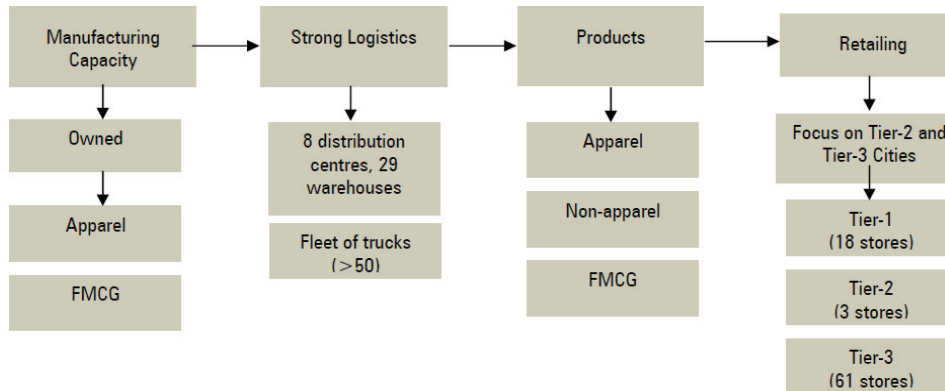 Manufacturing
Capacity
Strong Logistics
Products
Retailing
Owned
8 distribution
centres, 29
warehouses
Apparel
Focus on Tier-2 and
Tier-3 Cities
Apparel
Fleet of trucks
(>50)
Non-apparel
Tier-1
(18 stores)
FMCG
FMCG
Tier-2
(3 stores)
Tier-3
(61 stores)